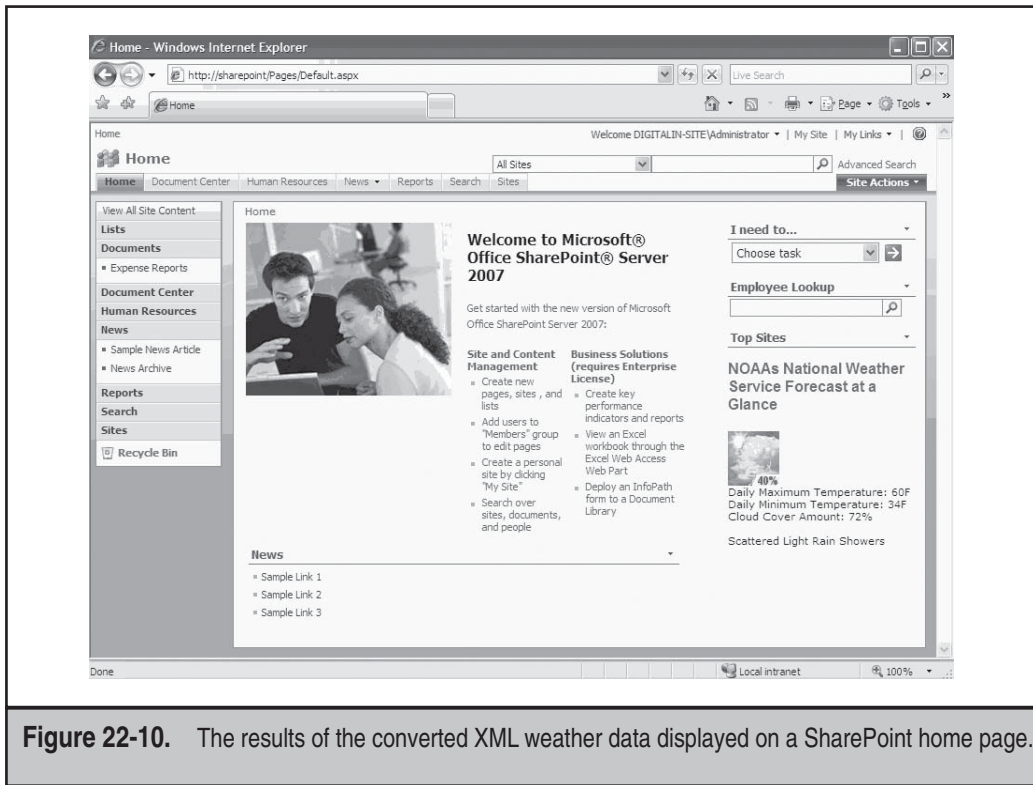 Home - Windows Internet Explorer
http://sharepoint/Pages/Default.aspx
Live Search
Home
Page
Tools
Home
Welcome DIGITALIN-SITE\Administrator | My Site | My Links |
Home
All Sites
Advanced Search
Home Document Center Human Resources News Reports Search Sites
Site Actions
View All Site Content
Lists
Documents
Expense Reports
Document Center
Human Resources
News
Sample News Article
News Archive
Reports
Search
Sites
Recycle Bin
Home
Welcome to Microsoft®
Office SharePoint® Server
2007
Get started with the new version of Microsoft
Office SharePoint Server 2007:
Site and Content
Management
Create new
pages, sites , and
lists
Add users to
"Members" group
to edit pages
Create a personal
site by clicking
"My Site"
Search over
sites, documents,
and people
Business Solutions
(requires Enterprise
License)
Create key
performance
indicators and reports
View an Excel
workbook through the
Excel Web Access
Web Part
Deploy an InfoPath
form to a Document
Library
News
Sample Link 1
Sample Link 2
Sample Link 3
I need to...
Choose task
Employee Lookup
Top Sites
NOAAs National Weather
Service Forecast at a
Glance
40%
Daily Maximum Temperature: 60F
Daily Minimum Temperature: 34F
Cloud Cover Amount: 72%
Scattered Light Rain Showers
Done
Local intranet
100%
Figure 22-10. The results of the converted XML weather data displayed on a SharePoint home page.